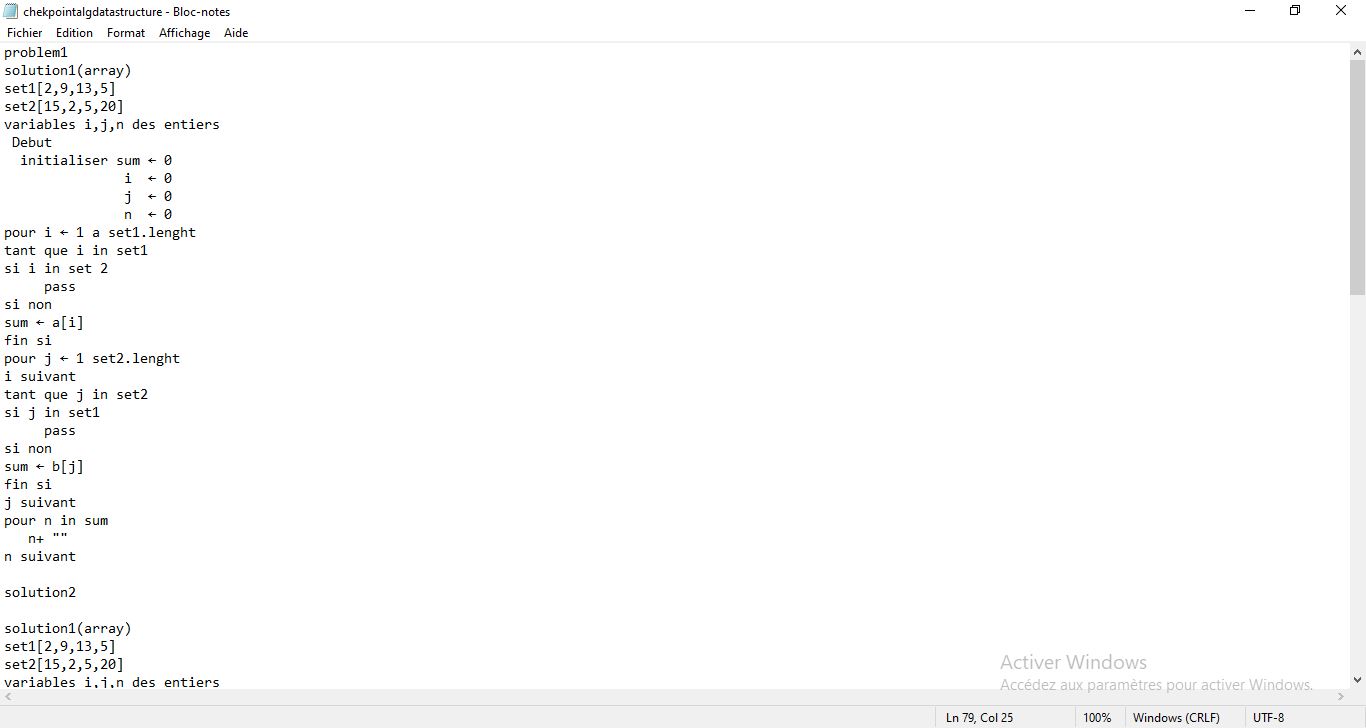 chekpointalgdatastructure - Bloc-notes
Fichier Edition Format Affichage Aide
problem1
solution1(array)
set1[2,9,13,5]
set2[15,2,5,20]
variables i,j,n des entiers
Debut
initialiser sum ← 0
i ← 0
j ← 0
n ← 0
pour i ← 1 a set1.lenght
tant que i in set1
si i in set 2
pass
si non
sum ← a[i]
fin si
pour j ← 1 set2.lenght
i suivant
tant que j in set2
si j in set1
pass
si non
sum ← b[j]
fin si
j suivant
pour n in sum
n+ ""
n suivant
solution2
solution1(array)
set1[2,9,13,5]
set2[15,2,5,20]
variables i,j,n des entiers
Activer Windows
Accédez aux paramètres pour activer Windows.
Ln 79, Col 25 100% Windows (CRLF) UTF-8